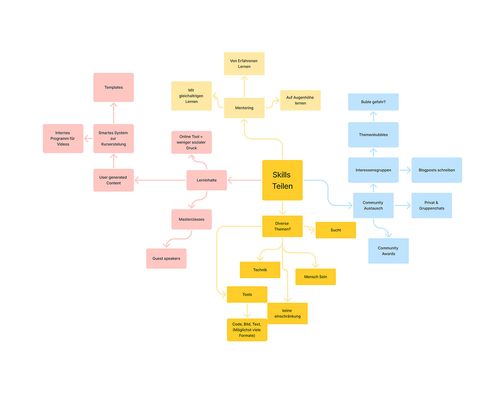 Von Erfahrenen
Lernen
Mit
gleichaltrigen
Lernen
Auf Augenhöhe
lernen
Mentoring
Templates
Internes
Programm für
Videos
Smartes System
zur
Kurserstellung
Online Tool =
weniger sozialer
Druck
User generated
Content
Lerninhalte
Masterclasses
Guest speakers
Skills
Teilen
Buble gefahr?
Themenbubles
Interessensgruppen
Blogposts schreiben
Community
Austausch
Privat &
Gruppenchats
Community
Awards
Diverse
Themen?
Sucht
Technik
Mensch Sein
Tools
keine
einschränkung
Code, Bild, Text,
(Möglichst viele
Formate)